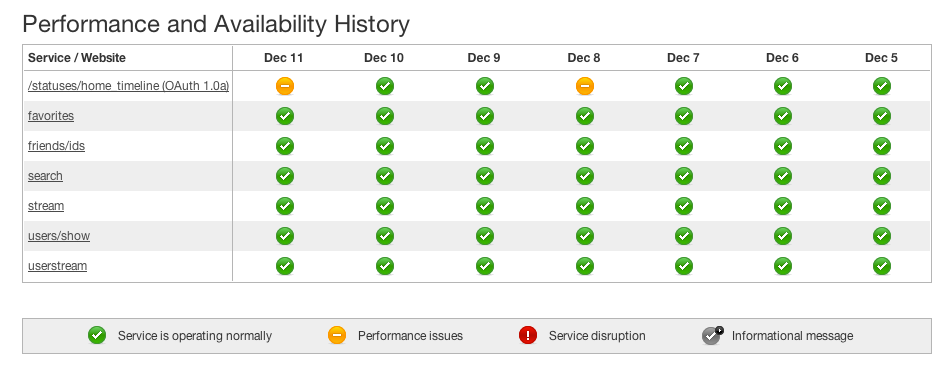 Performance and Availability History
Service / Website Dec 11 Dec 10 Dec 9 Dec 8 Dec 7 Dec 6 Dec 5
/statuses/home_timeline (OAuth 1.0a)
favorites
friends/ids
search
stream
users/show
userstream
Service is operating normally Performance issues Service disruption Informational message